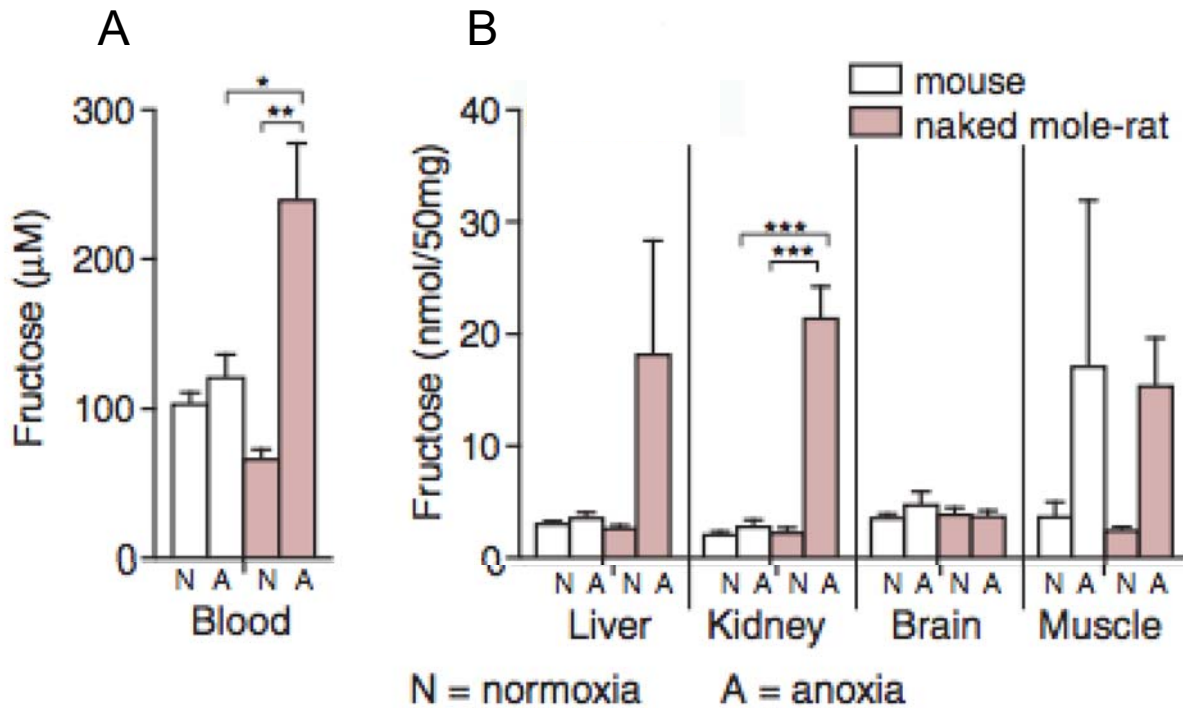 A
B
mouse
naked mole-rat
300
200
100
0
Fructose (μM)
*
**
N A N A
Blood
40
30
20
10
0
Fructose (nmol/50mg)
***
***
N A N A N A N A N A N A N A N A
Liver Kidney Brain Muscle
N = normoxia A = anoxia